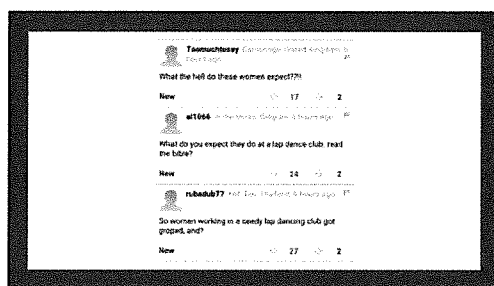 Toomuchtosay
What the hell do these women expect??!!
New 17 2
al1066
What do you expect they do at a lap dance club, read
the bible?
New 24 2
rubadub77
So women working in a seedy lap dancing club got
groped, and?
New 27 2